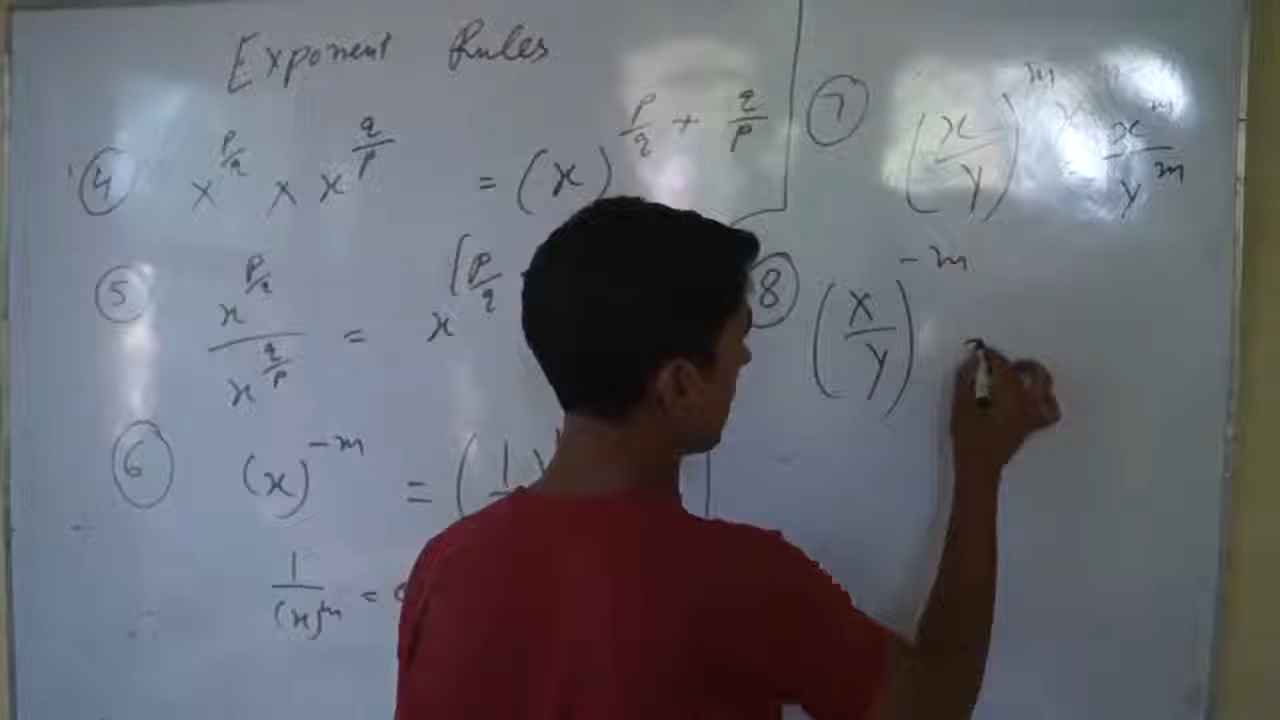 Exponent Rules
④ x^(p/q) × x^(q/p) = (x)^(p/q + q/p)
⑤ x^(p/q) / x^(q/p) = x^(p/q
⑥ (x)^-m = (1
1/(x)^m =
⑦ (x/y)^m = x^m/y^m
⑧ (x/y)^-m